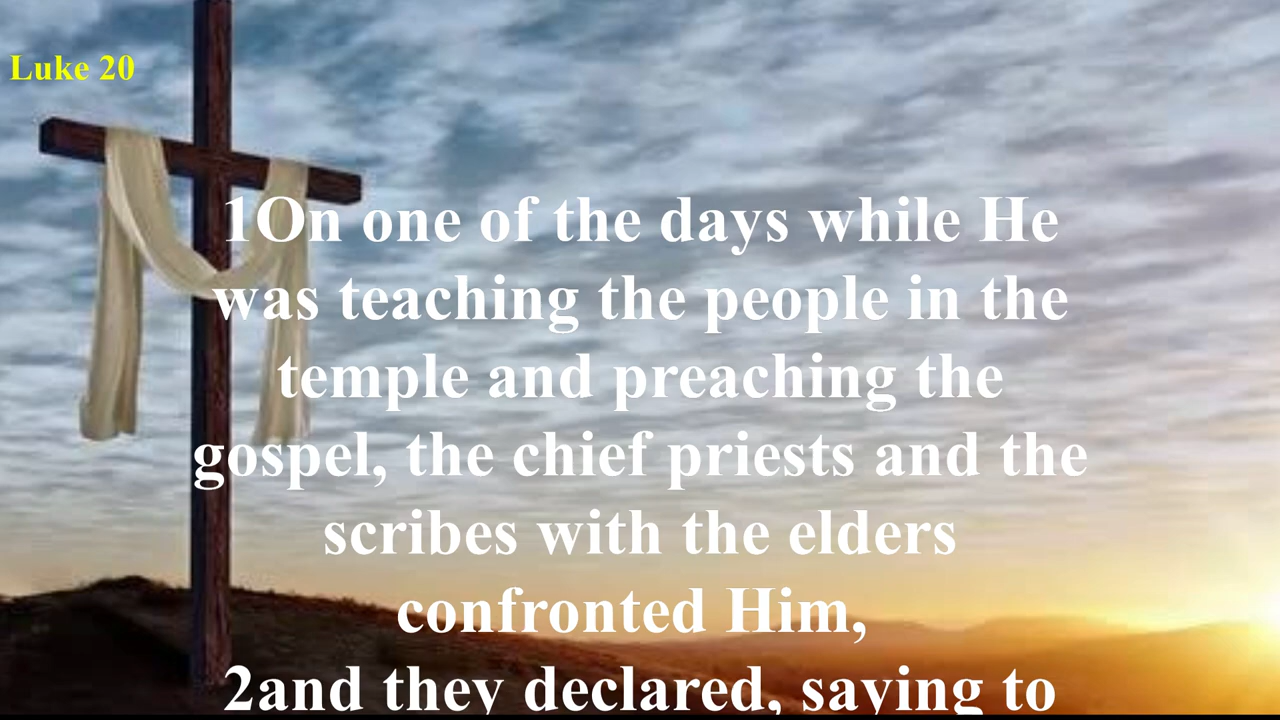 Luke 20
1On one of the days while He
was teaching the people in the
temple and preaching the
gospel, the chief priests and the
scribes with the elders
confronted Him,
2and they declared, saying to